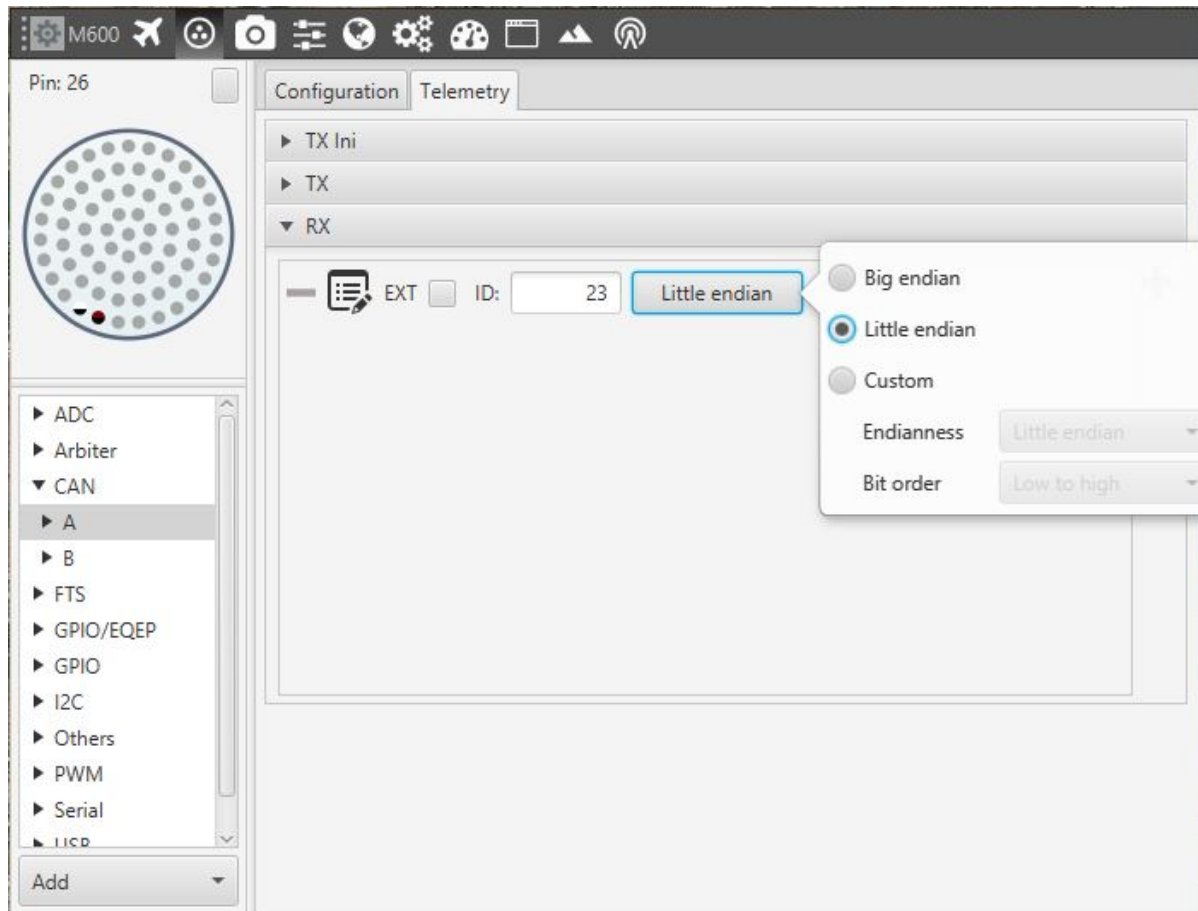 M600
Pin: 26
Configuration Telemetry
TX Ini
TX
RX
EXT ID: 23 Little endian
Big endian
Little endian
Custom
Endianness Little endian
Bit order Low to high
ADC
Arbiter
CAN
A
B
FTS
GPIO/EQEP
GPIO
I2C
Others
PWM
Serial
Add